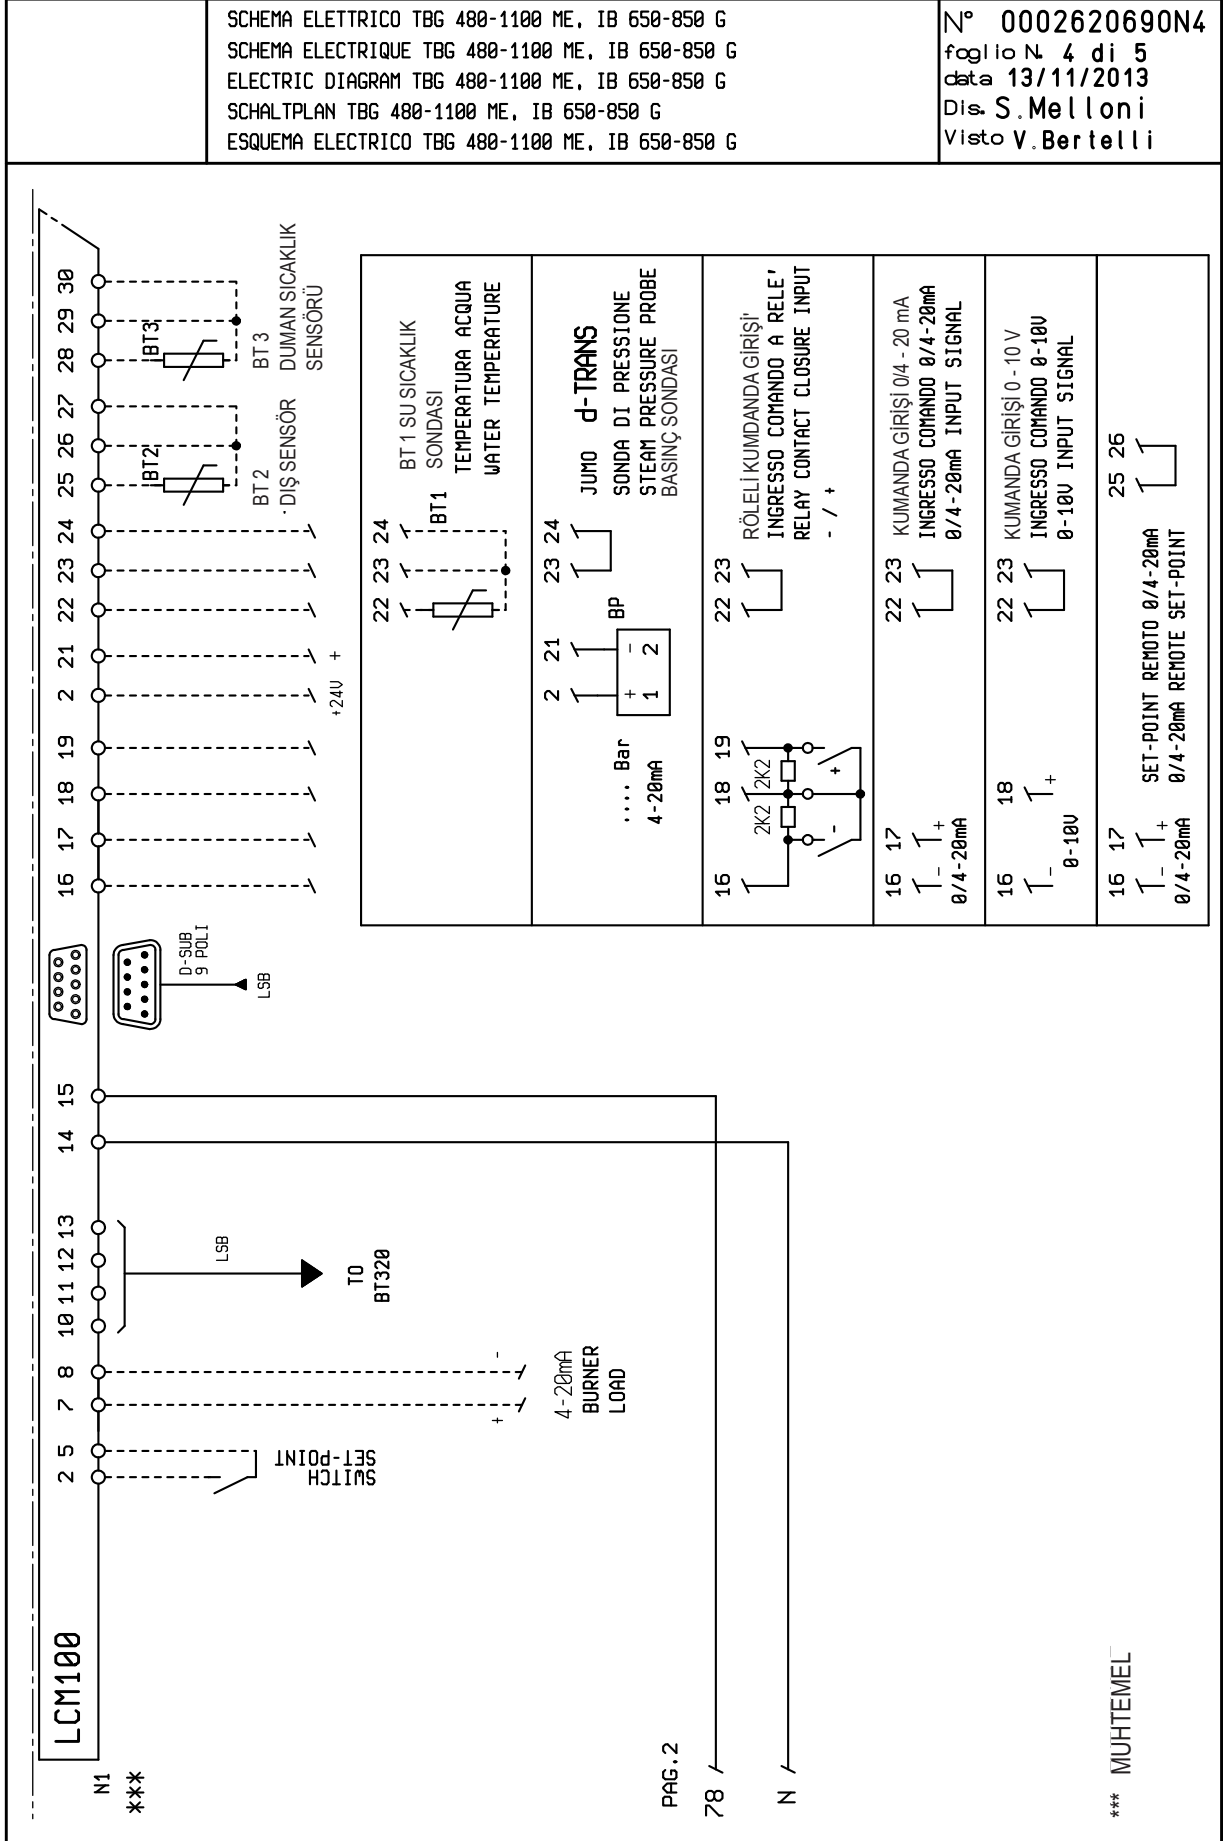 SCHEMA ELETTRICO TBG 480-1100 ME, IB 650-850 G
SCHEMA ELECTRIQUE TBG 480-1100 ME, IB 650-850 G
ELECTRIC DIAGRAM TBG 480-1100 ME, IB 650-850 G
SCHALTPLAN TBG 480-1100 ME, IB 650-850 G
ESQUEMA ELECTRICO TBG 480-1100 ME, IB 650-850 G
N° 0002620690N4
foglio N. 4 di 5
data 13/11/2013
Dis. S.Melloni
Visto V.Bertelli
LCM100
N1
***
2 5 7 8 10 11 12 13 14 15 16 17 18 19 2 21 22 23 24 25 26 27 28 29 30
SWITCH
SET-POINT
+ -
4-20mA
BURNER
LOAD
LSB
TO
BT320
D-SUB
9 POLI
LSB
+24V +
BT2
BT 2
· DIŞ SENSÖR
BT3
BT 3
DUMAN SICAKLIK
SENSÖRÜ
22 23 24
BT1
BT 1 SU SICAKLIK
SONDASI
TEMPERATURA ACQUA
WATER TEMPERATURE
.... Bar
4-20mA
2 21
+ -
1 2
BP
23 24
JUMO d-TRANS
SONDA DI PRESSIONE
STEAM PRESSURE PROBE
BASINÇ SONDASI
16 18 19
2K2 2K2
- +
22 23
RÖLELİ KUMDANDA GİRİŞİ'
INGRESSO COMANDO A RELE'
RELAY CONTACT CLOSURE INPUT
- / +
16 17
- +
0/4-20mA
22 23
KUMANDA GİRİŞİ 0/4 - 20 mA
INGRESSO COMANDO 0/4-20mA
0/4-20mA INPUT SIGNAL
16 18
- +
0-10V
22 23
KUMANDA GİRİŞİ 0 - 10 V
INGRESSO COMANDO 0-10V
0-10V INPUT SIGNAL
16 17
- +
0/4-20mA
SET-POINT REMOTO 0/4-20mA
0/4-20mA REMOTE SET-POINT
25 26
PAG.2
78
N
*** MUHTEMEL